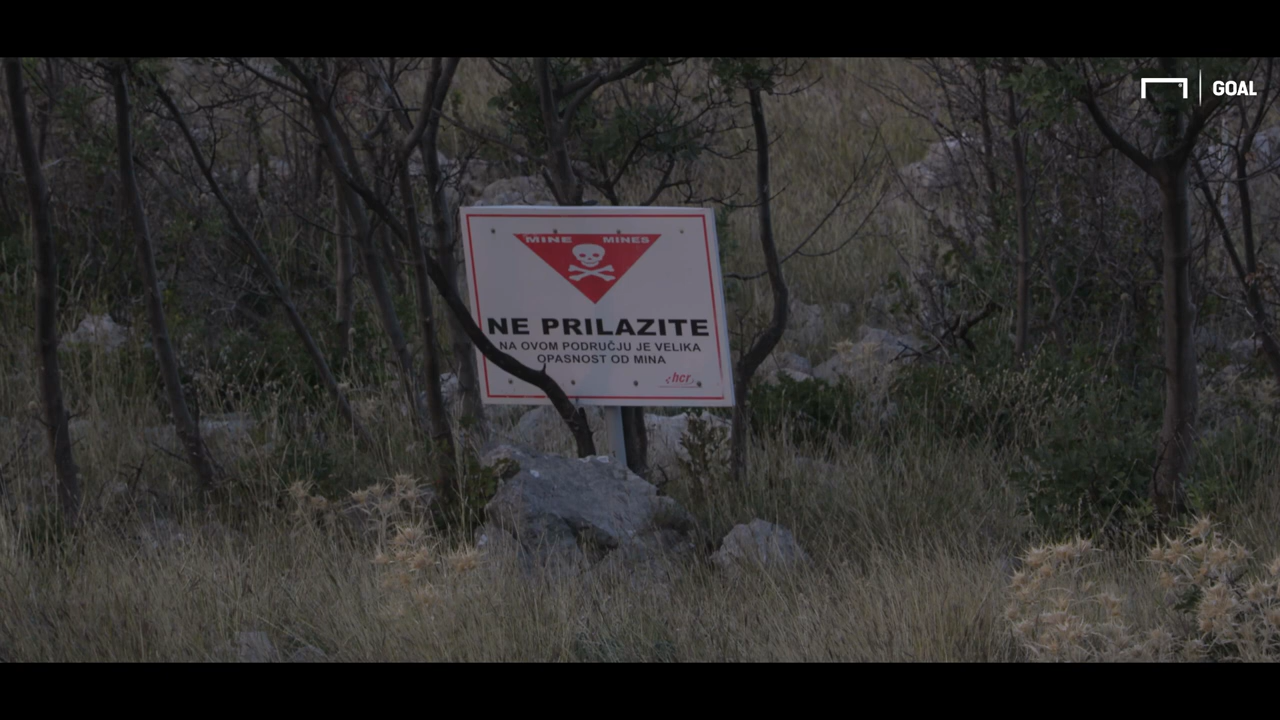 GOAL
MINE MINES
NE PRILAZITE
NA OVOM PODRUČJU JE VELIKA
OPASNOST OD MINA
hcr